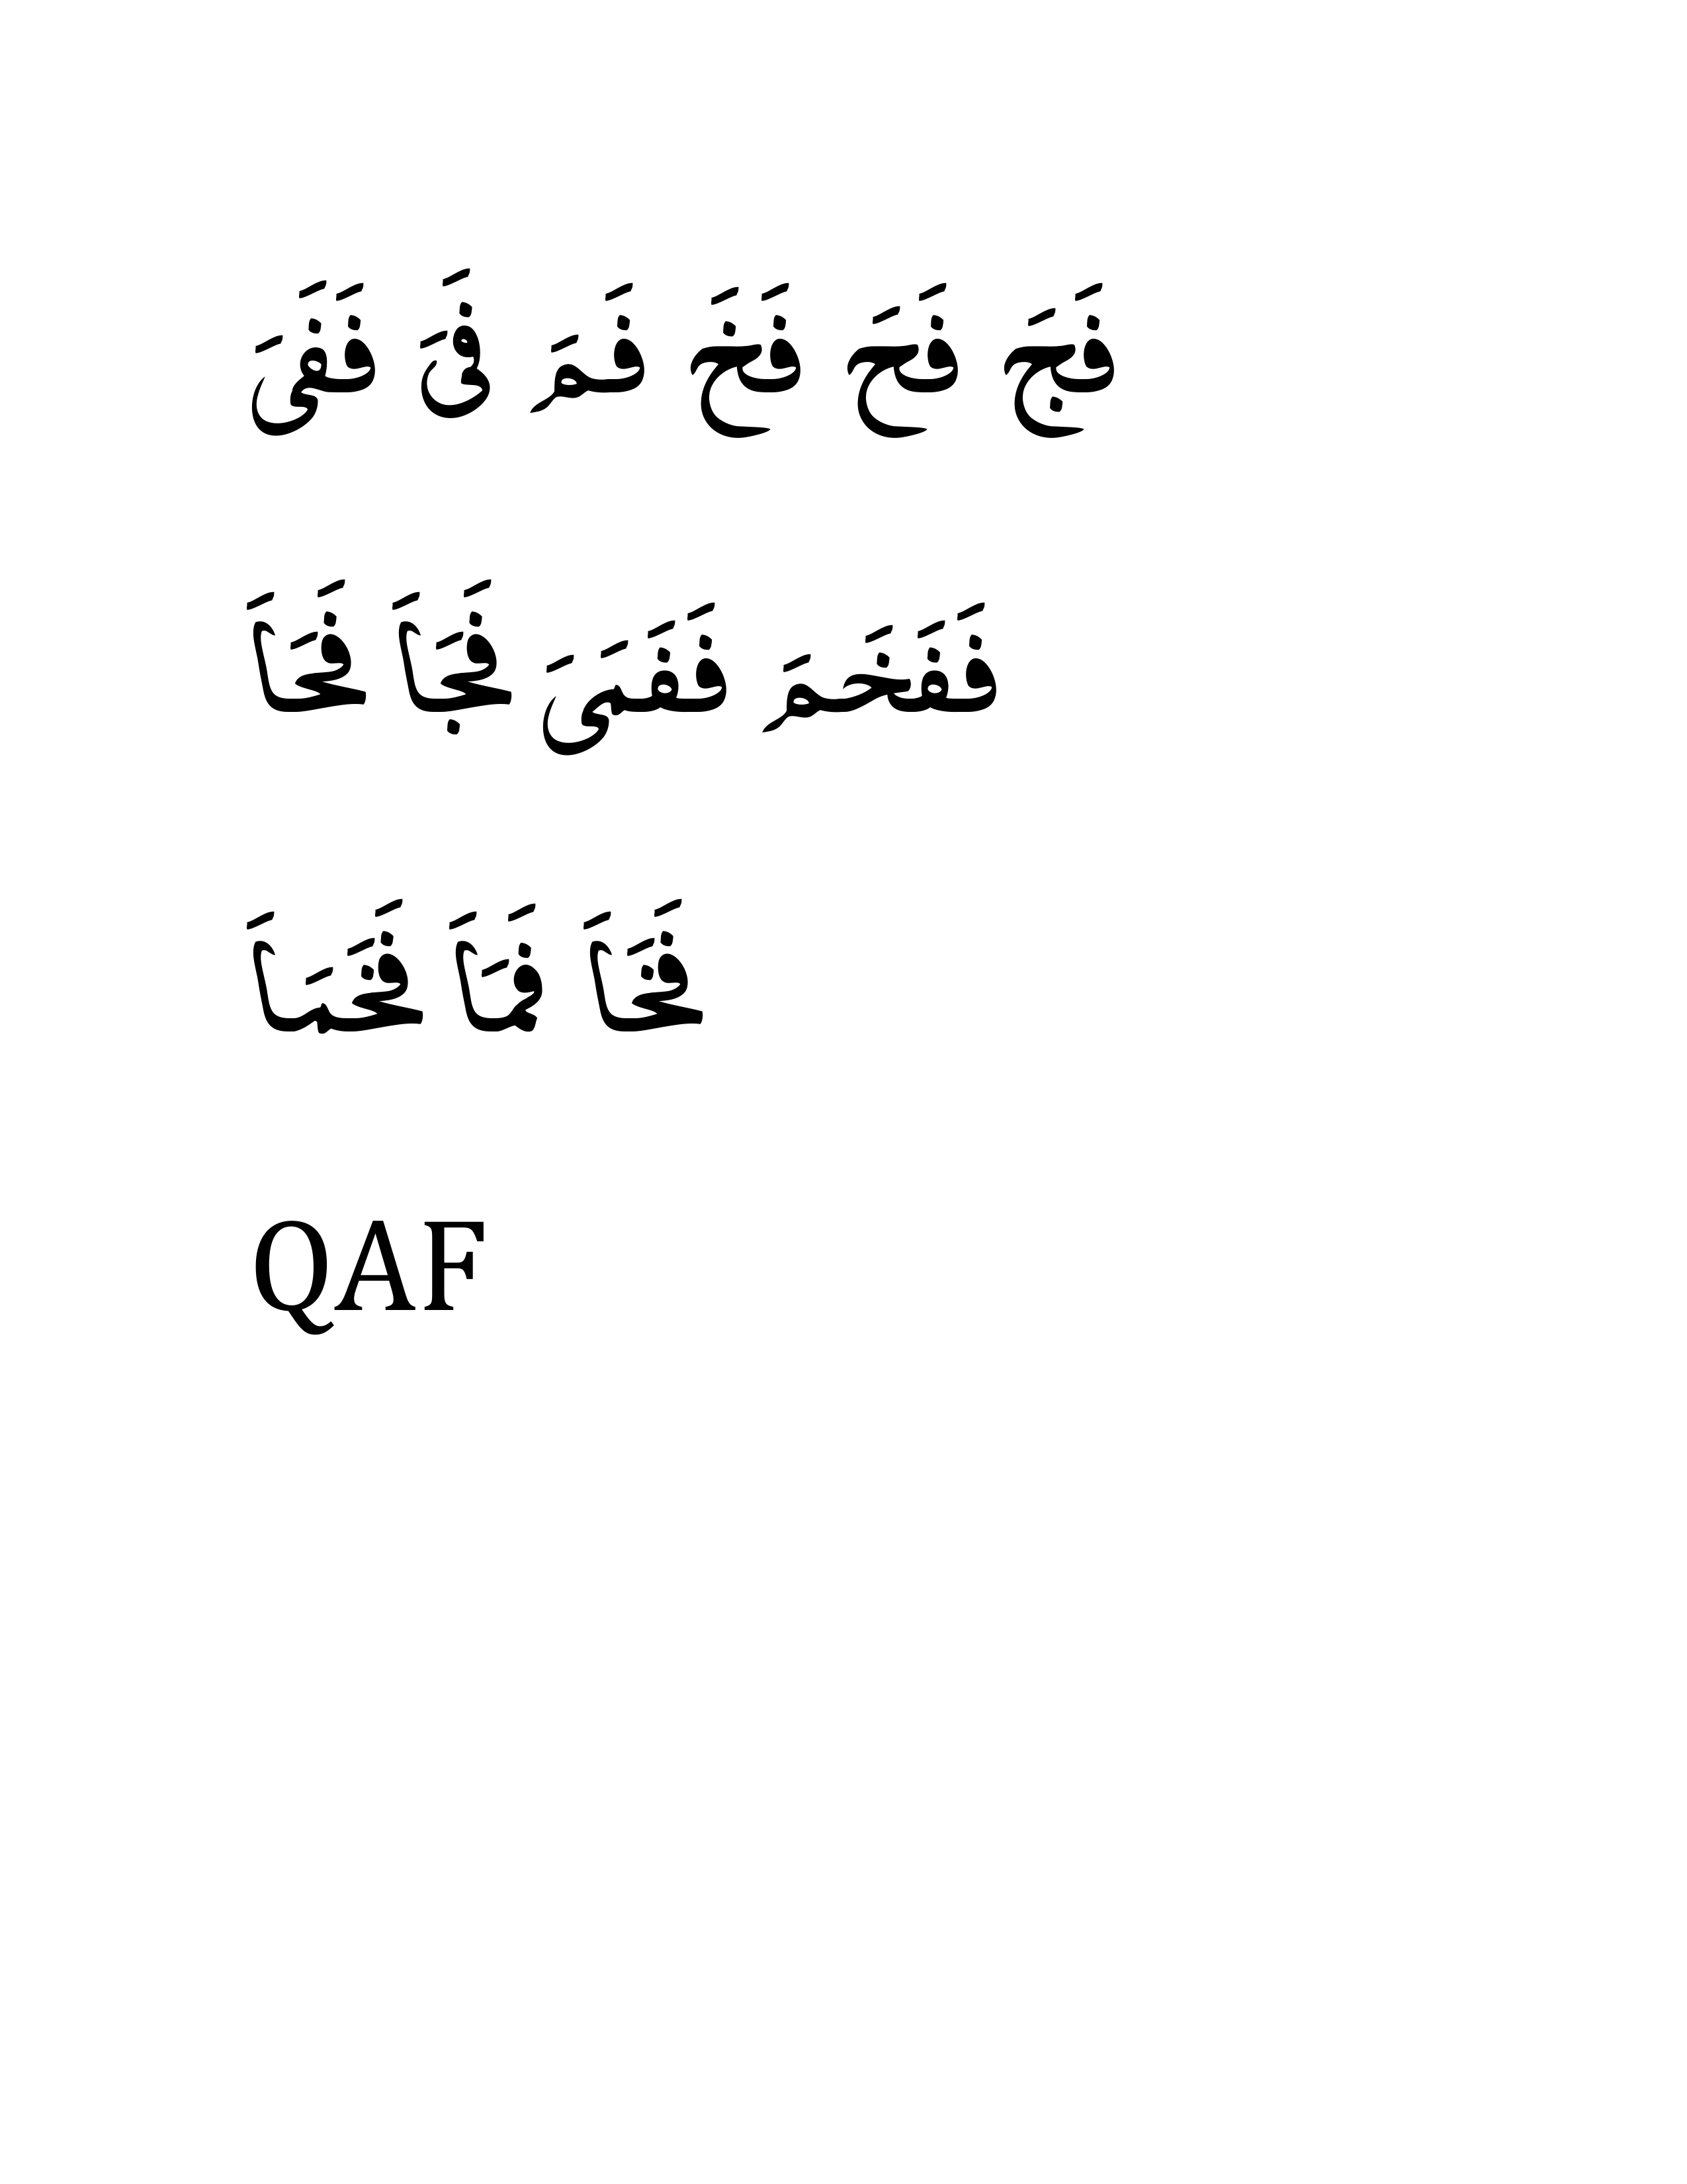 فَجَ فَحَ فَخَ فَمَ فَىَ فَفَىَ
فَفَخَمَ فَفَمَىَ فَجَاَ فَحَاَ
فَخَاَ فَمَاَ فَخَمَاَ
QAF